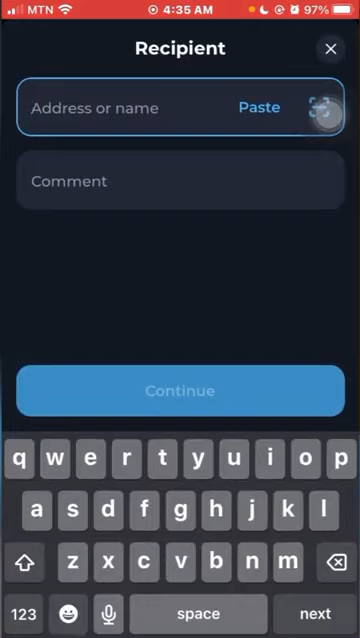 MTN 4:35 AM 97%
Recipient
Address or name Paste
Comment
Continue
q w e r t y u i o p
a s d f g h j k l
z x c v b n m
123 space next